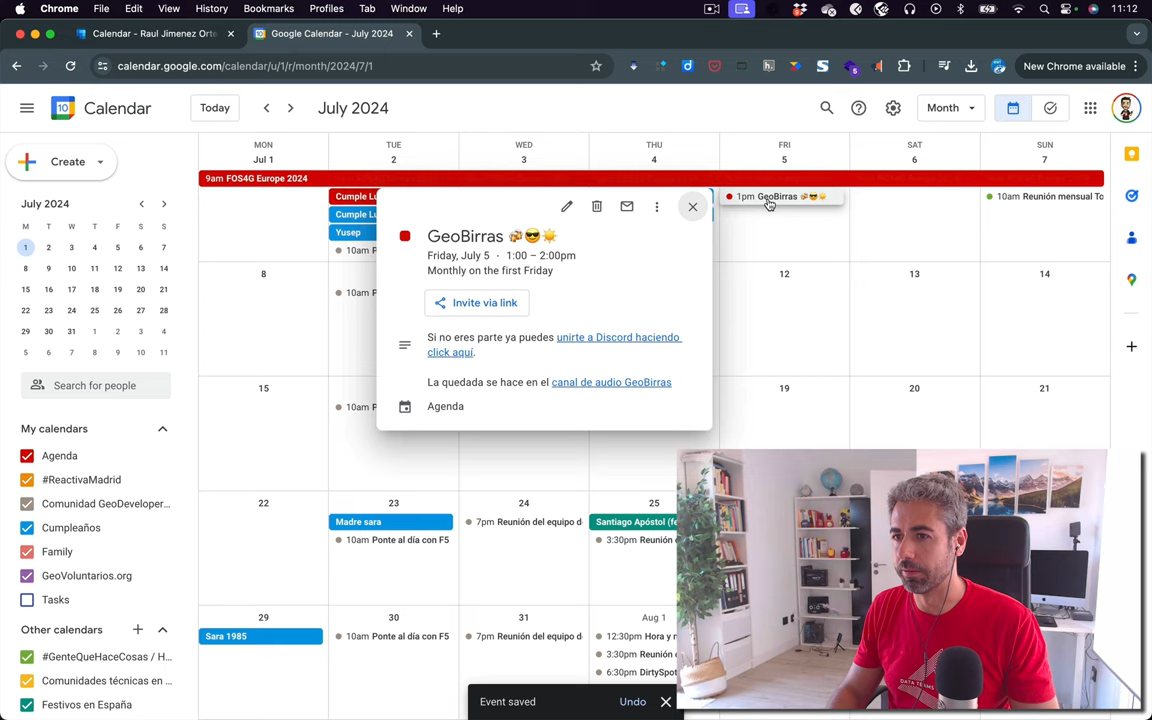 Chrome File Edit View History Bookmarks Profiles Tab Window Help 11:12
Calendar - Raul Jimenez Orte
Google Calendar - July 2024
calendar.google.com/calendar/u/1/r/month/2024/7/1
New Chrome available
10 Calendar
Today
July 2024
Month
Create
MON TUE WED THU FRI SAT SUN
Jul 1 2 3 4 5 6 7
9am FOS4G Europe 2024
Cumple Lu
Cumple Lu
Yusep
10am P
1pm GeoBirras 🍻😎☀️
10am Reunión mensual To
GeoBirras 🍻😎☀️
Friday, July 5 · 1:00 – 2:00pm
Monthly on the first Friday
Invite via link
Si no eres parte ya puedes unirte a Discord haciendo
click aquí.
La quedada se hace en el canal de audio GeoBirras
Agenda
July 2024
M T W T F S S
1 2 3 4 5 6 7
8 9 10 11 12 13 14
15 16 17 18 19 20 21
22 23 24 25 26 27 28
29 30 31 1 2 3 4
5 6 7 8 9 10 11
Search for people
My calendars
Agenda
#ReactivaMadrid
Comunidad GeoDeveloper...
Cumpleaños
Family
GeoVoluntarios.org
Tasks
Other calendars
#GenteQueHaceCosas / H...
Comunidades técnicas en ...
Festivos en España
8 12 13 14
10am P
15 19 20 21
10am P
22 23 24 25
Madre sara
Santiago Apóstol (fe
10am Ponte al día con F5
7pm Reunión del equipo d
3:30pm Reunión
29 30 31 Aug 1
Sara 1985
10am Ponte al día con F5
7pm Reunión del equipo d
12:30pm Hora y n
3:30pm Reunión
6:30pm DirtySpot
Event saved
Undo
DATA TEAMS